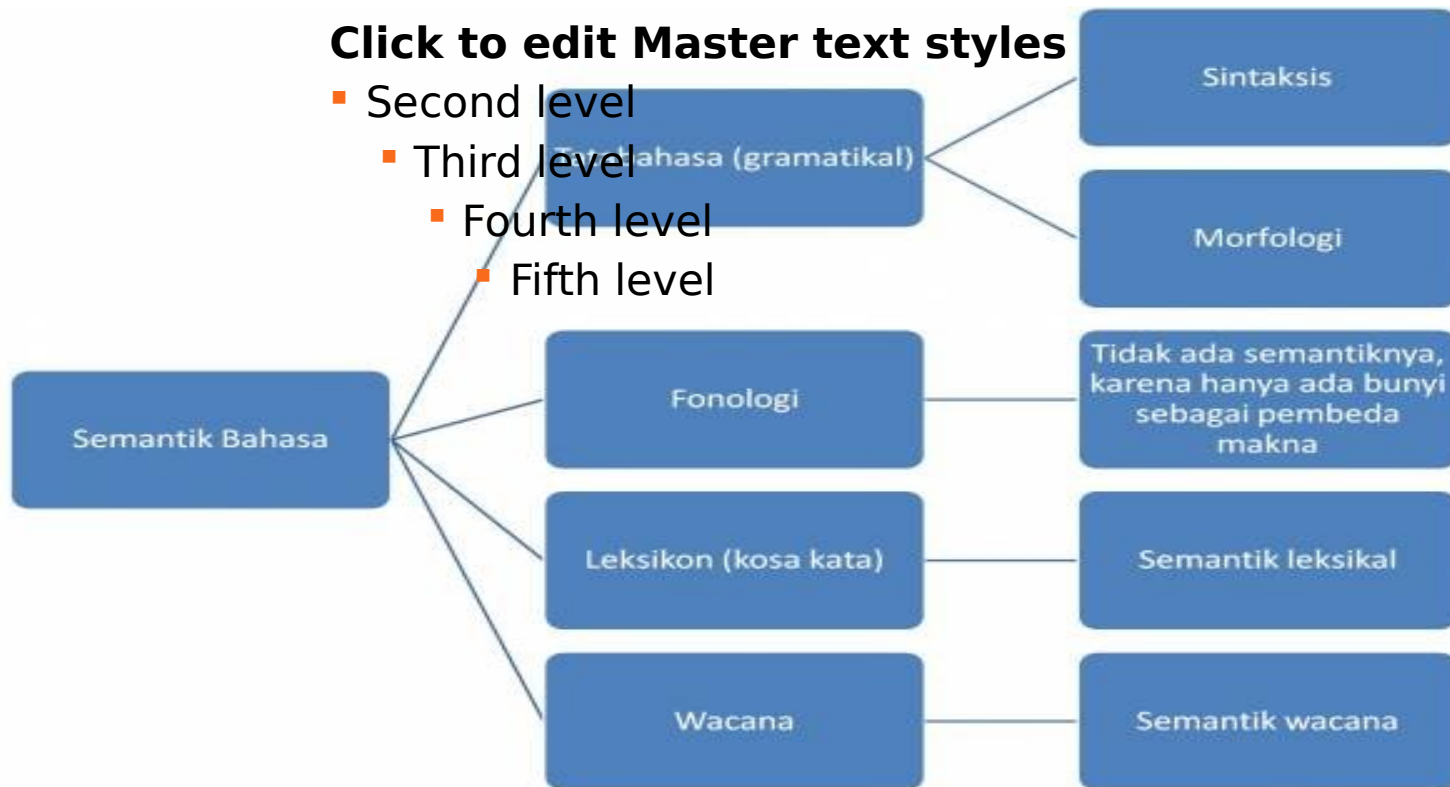 Click to edit Master text styles
Second level
Third level
Fourth level
Fifth level
Semantik Bahasa
bahasa (gramatikal)
Sintaksis
Morfologi
Fonologi
Tidak ada semantiknya,
karena hanya ada bunyi
sebagai pembeda
makna
Leksikon (kosa kata)
Semantik leksikal
Wacana
Semantik wacana